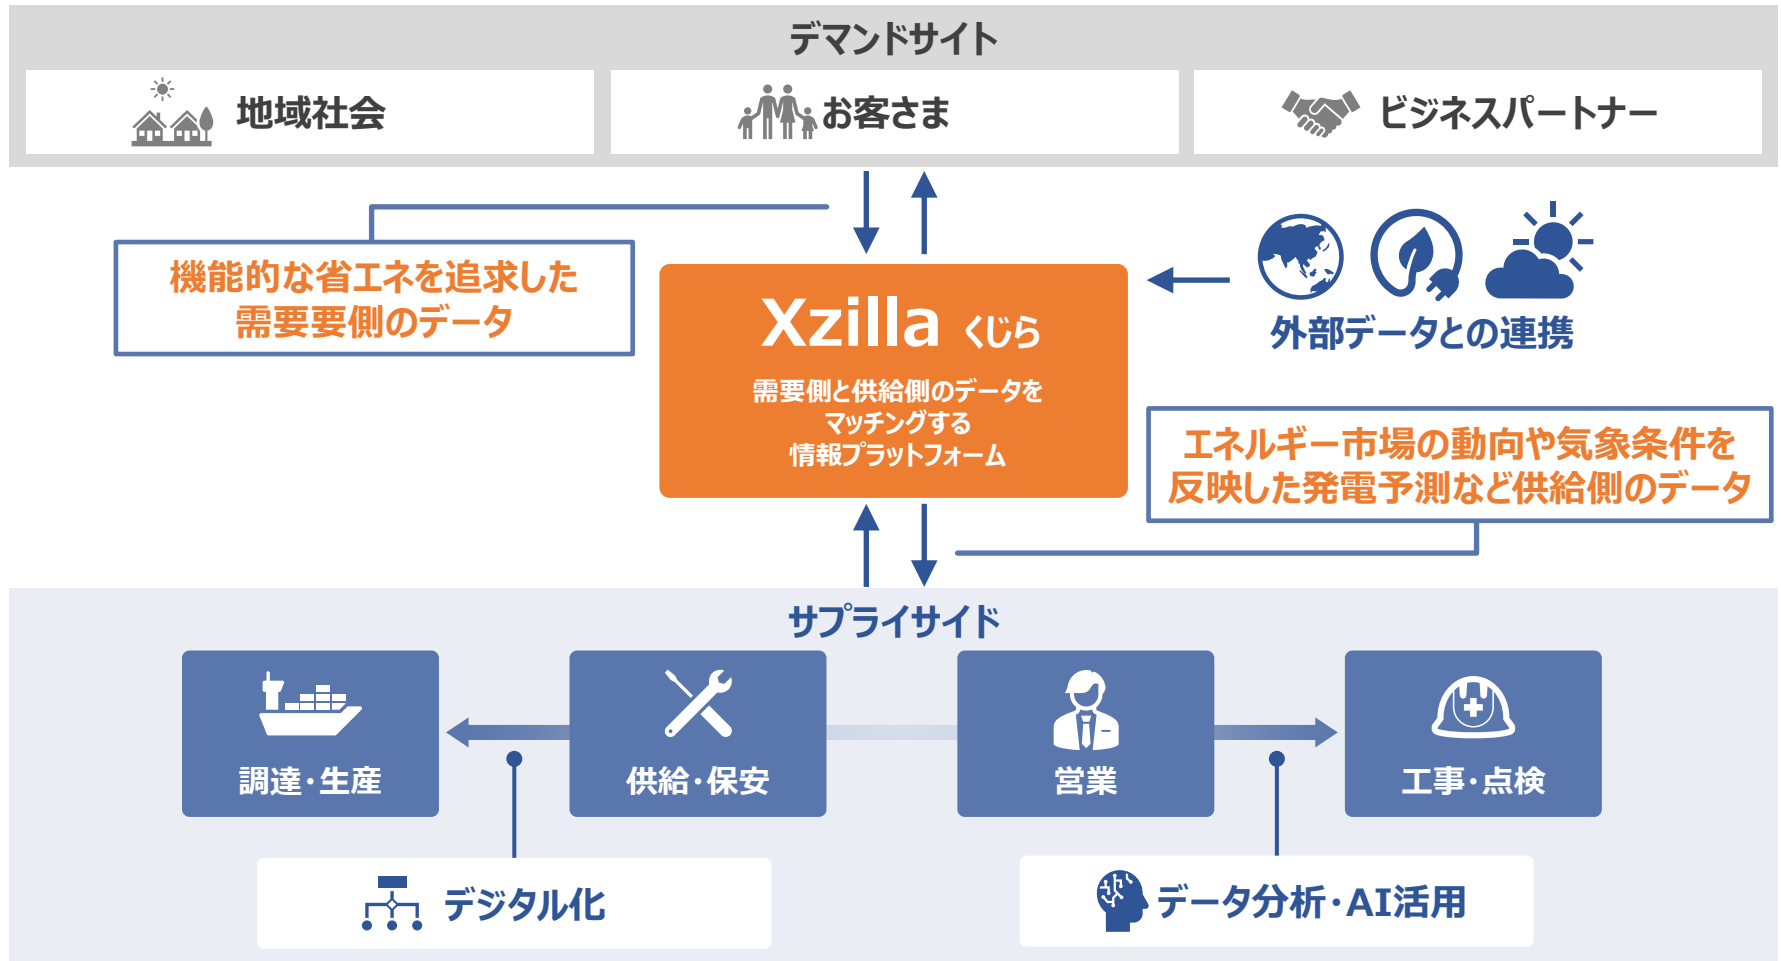 デマンドサイト
地域社会
お客さま
ビジネスパートナー
機能的な省エネを追求した
需要要側のデータ
Xzilla くじら
需要側と供給側のデータを
マッチングする
情報プラットフォーム
外部データとの連携
エネルギー市場の動向や気象条件を
反映した発電予測など供給側のデータ
サプライサイド
調達・生産
供給・保安
営業
工事・点検
デジタル化
データ分析・AI活用